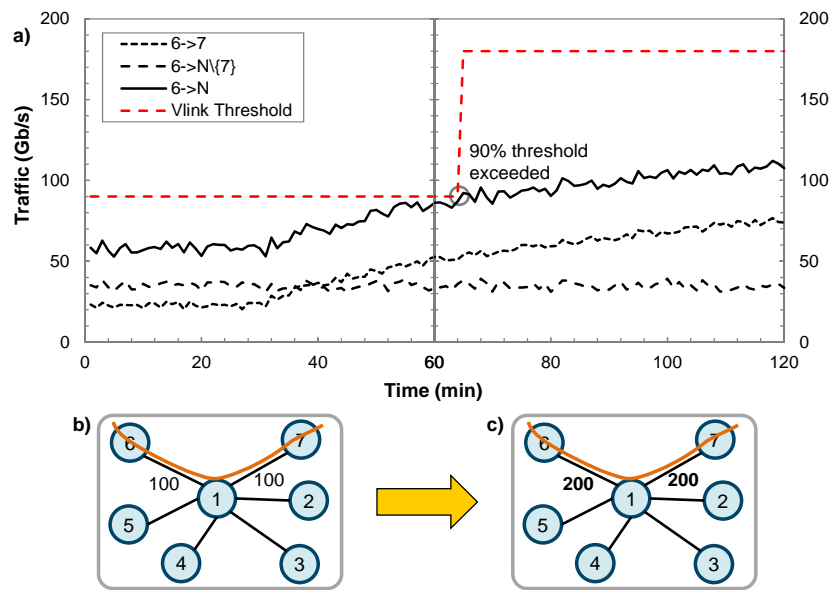 a)
6->7
6->N\{7}
6->N
Vlink Threshold
90% threshold
exceeded
Traffic (Gb/s)
200
150
100
50
0
200
150
100
50
0
0 20 40 60 60 80 100 120
Time (min)
b)
6 7
100 100
1 2
5
4 3
c)
6 7
200 200
1 2
5
4 3